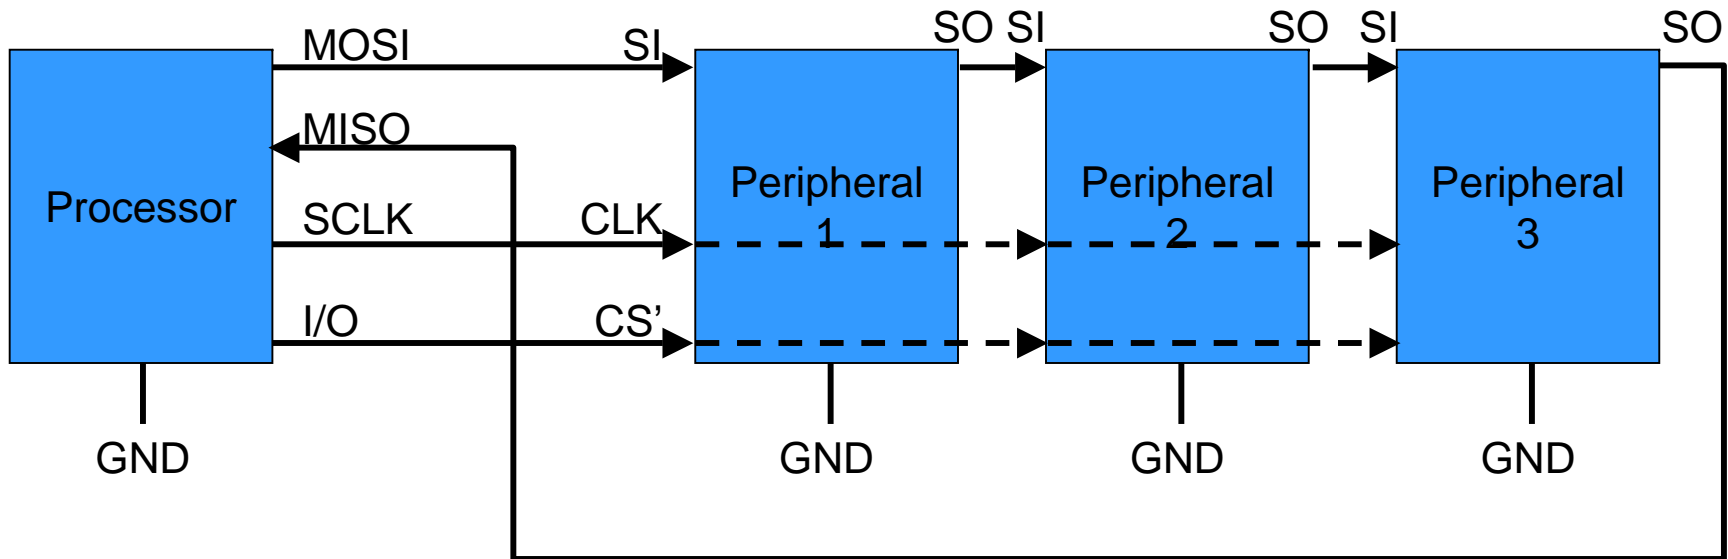 SO SI
SO SI
SO
MOSI
SI
MISO
Processor
SCLK
CLK
I/O
CS’
Peripheral
1
Peripheral
2
Peripheral
3
GND
GND
GND
GND